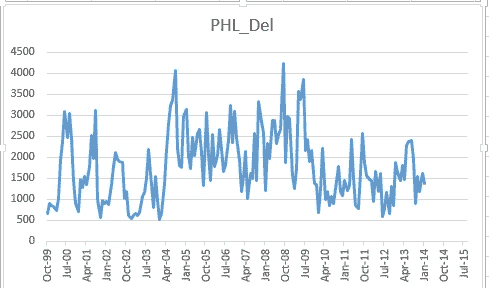 PHL_Del
4500
4000
3500
3000
2500
2000
1500
1000
500
0
Oct-99
Jul-00
Apr-01
Jan-02
Oct-02
Jul-03
Apr-04
Jan-05
Oct-05
Jul-06
Apr-07
Jan-08
Oct-08
Jul-09
Apr-10
Jan-11
Oct-11
Jul-12
Apr-13
Jan-14
Oct-14
Jul-15